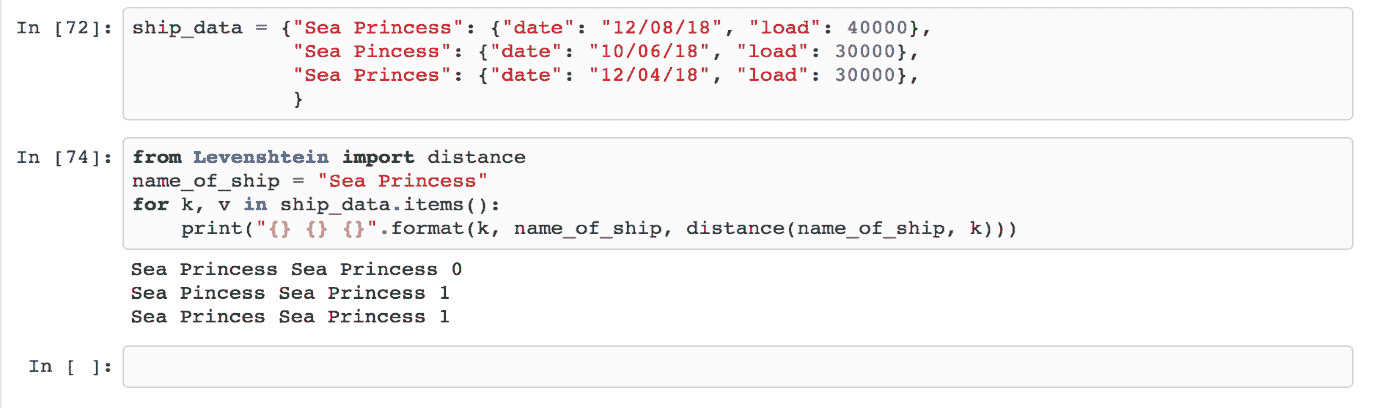 In [72]: ship_data = {"Sea Princess": {"date": "12/08/18", "load": 40000},
             "Sea Pincess": {"date": "10/06/18", "load": 30000},
             "Sea Princes": {"date": "12/04/18", "load": 30000},
             }
In [74]: from Levenshtein import distance
name_of_ship = "Sea Princess"
for k, v in ship_data.items():
    print("{} {} {}".format(k, name_of_ship, distance(name_of_ship, k)))
Sea Princess Sea Princess 0
Sea Pincess Sea Princess 1
Sea Princes Sea Princess 1
In [ ]: